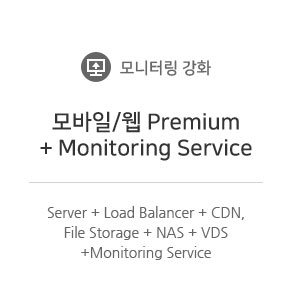 모니터링 강화
모바일/웹 Premium
+ Monitoring Service
Server + Load Balancer + CDN,
File Storage + NAS + VDS
+Monitoring Service